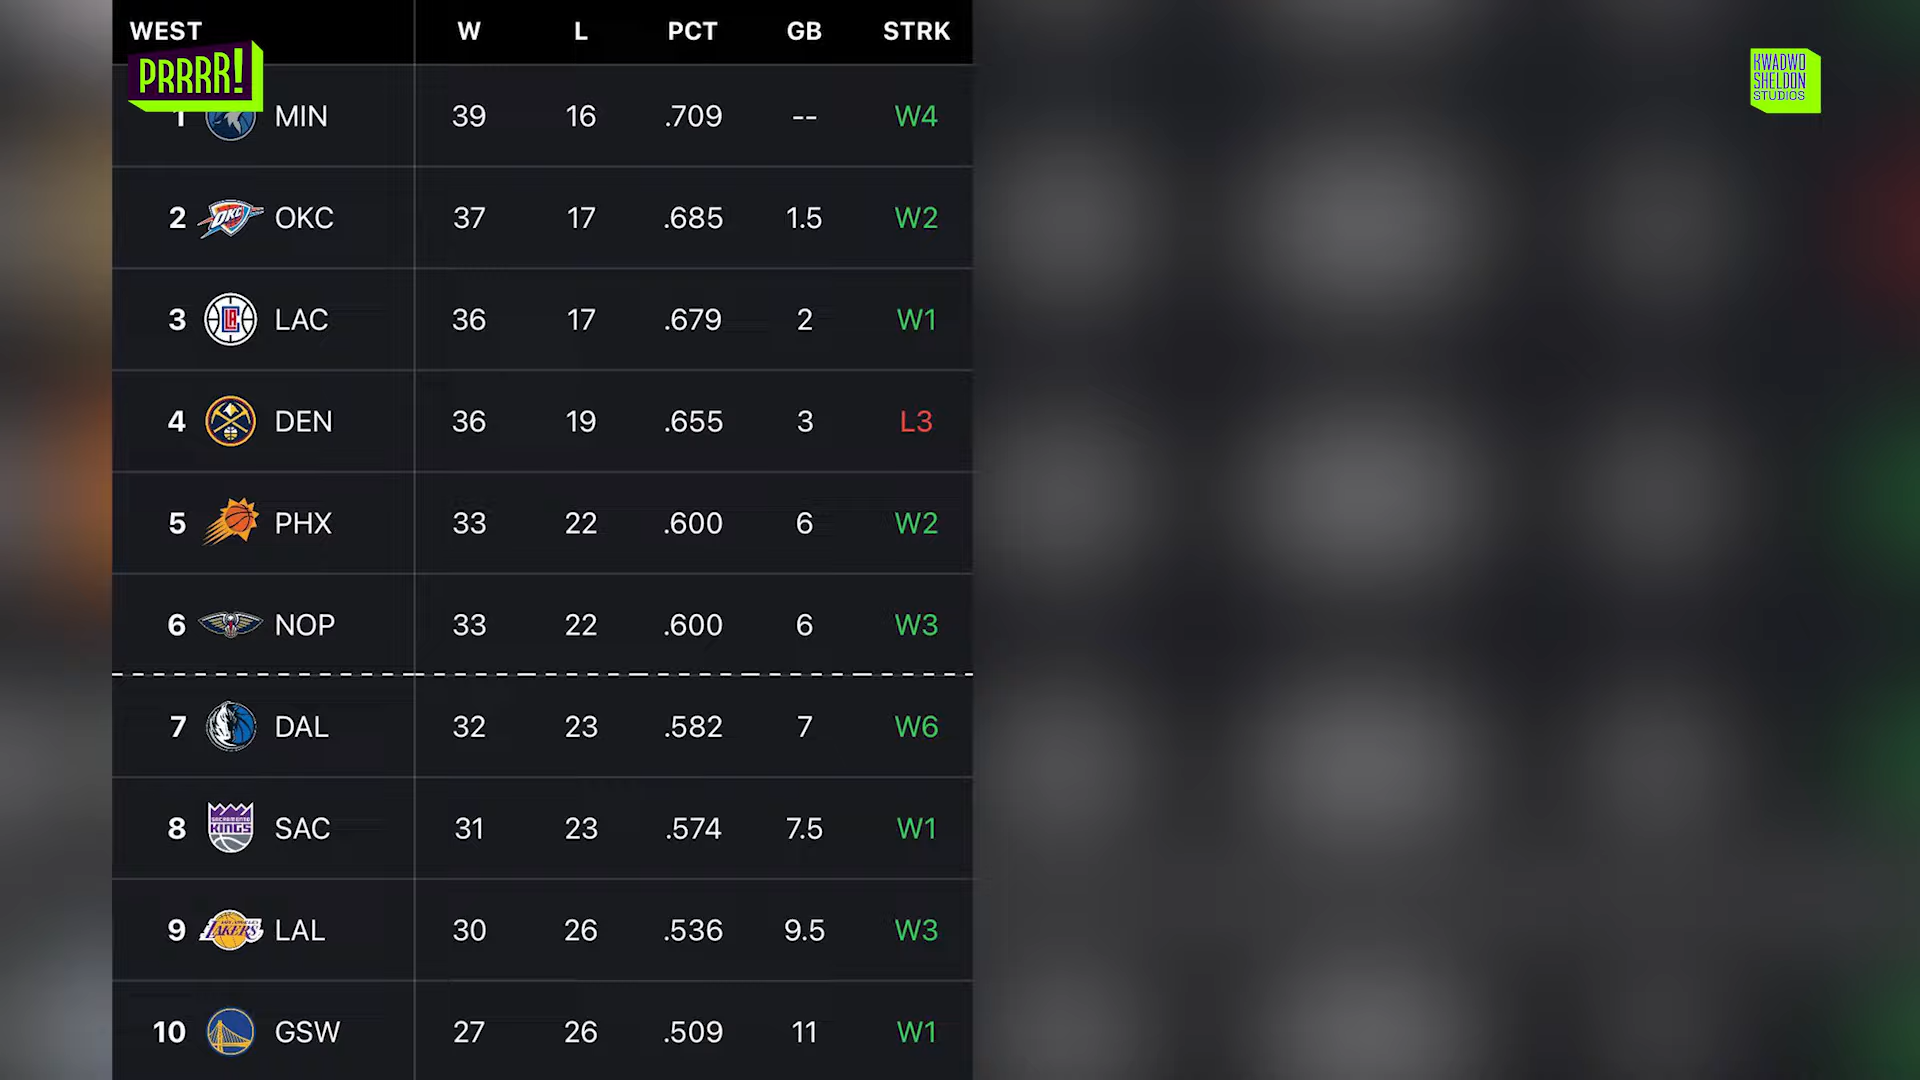 WEST W L PCT GB STRK
PRRRR!
KWADWO
SHELDON
STUDIOS
1 MIN 39 16 .709 -- W4
2 OKC 37 17 .685 1.5 W2
3 LAC 36 17 .679 2 W1
4 DEN 36 19 .655 3 L3
5 PHX 33 22 .600 6 W2
6 NOP 33 22 .600 6 W3
7 DAL 32 23 .582 7 W6
8 SACRAMENTO KINGS SAC 31 23 .574 7.5 W1
9 LAKERS LAL 30 26 .536 9.5 W3
10 GSW 27 26 .509 11 W1